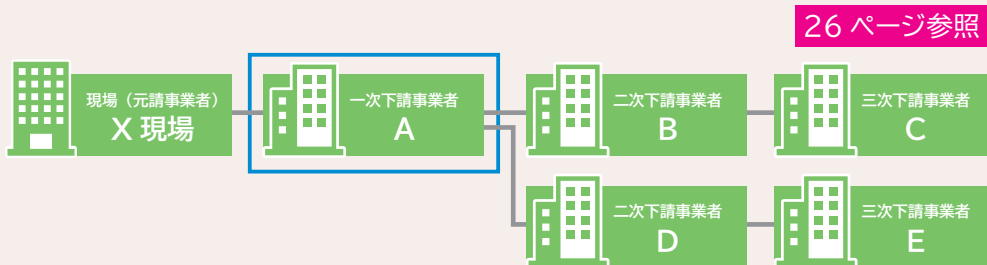 26 ページ参照
現場（元請事業者）
X 現場
一次下請事業者
A
二次下請事業者
B
三次下請事業者
C
二次下請事業者
D
三次下請事業者
E